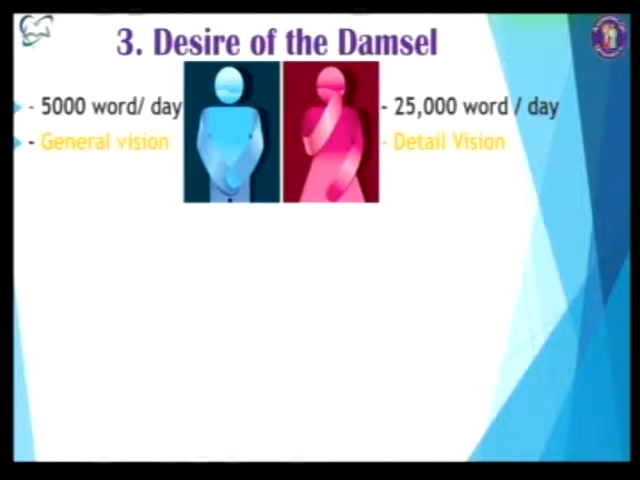 3. Desire of the Damsel
- 5000 word/ day
- 25,000 word / day
- General vision
- Detail Vision